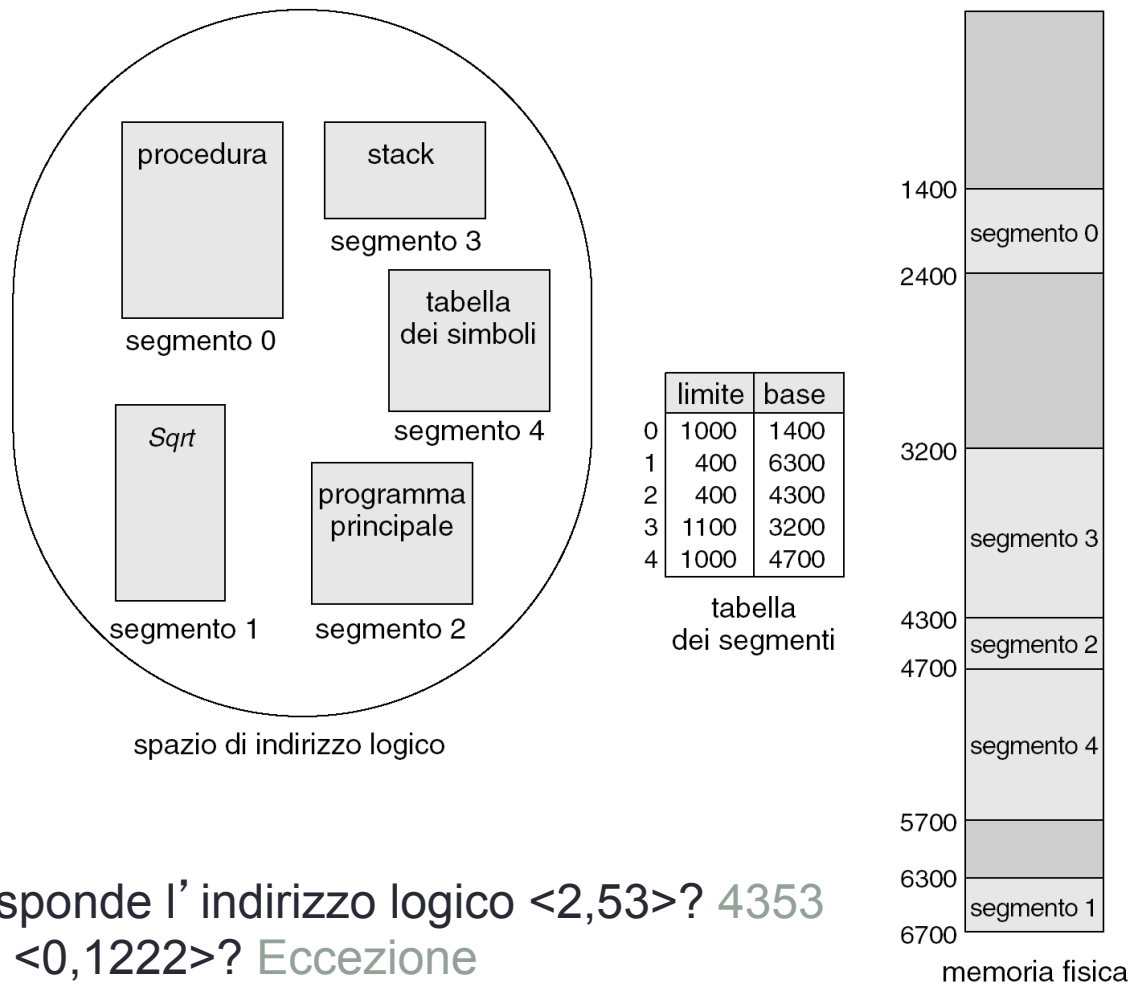 procedura
segmento 0
stack
segmento 3
tabella
dei simboli
segmento 4
Sqrt
segmento 1
programma
principale
segmento 2
spazio di indirizzo logico
limite base
0 1000 1400
1 400 6300
2 400 4300
3 1100 3200
4 1000 4700
tabella
dei segmenti
1400
segmento 0
2400
3200
segmento 3
4300
segmento 2
4700
segmento 4
5700
6300
segmento 1
6700
memoria fisica
sponde l’ indirizzo logico <2,53>? 4353
<0,1222>? Eccezione